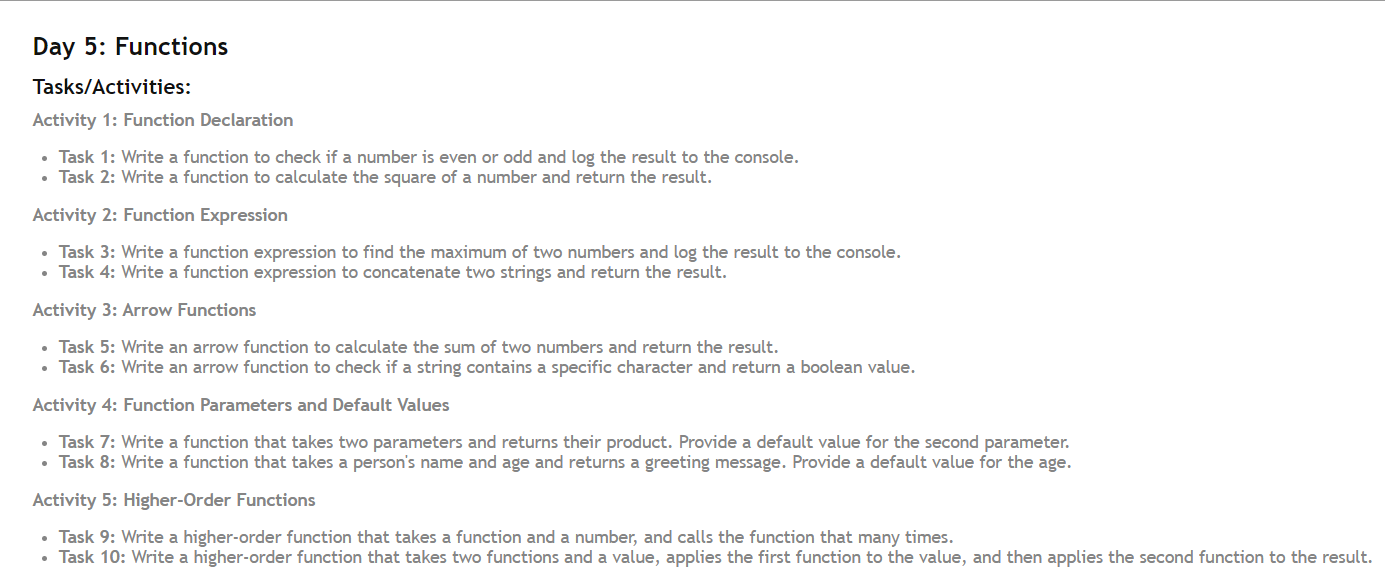 Day 5: Functions
Tasks/Activities:
Activity 1: Function Declaration
• Task 1: Write a function to check if a number is even or odd and log the result to the console.
• Task 2: Write a function to calculate the square of a number and return the result.
Activity 2: Function Expression
• Task 3: Write a function expression to find the maximum of two numbers and log the result to the console.
• Task 4: Write a function expression to concatenate two strings and return the result.
Activity 3: Arrow Functions
• Task 5: Write an arrow function to calculate the sum of two numbers and return the result.
• Task 6: Write an arrow function to check if a string contains a specific character and return a boolean value.
Activity 4: Function Parameters and Default Values
• Task 7: Write a function that takes two parameters and returns their product. Provide a default value for the second parameter.
• Task 8: Write a function that takes a person's name and age and returns a greeting message. Provide a default value for the age.
Activity 5: Higher-Order Functions
• Task 9: Write a higher-order function that takes a function and a number, and calls the function that many times.
• Task 10: Write a higher-order function that takes two functions and a value, applies the first function to the value, and then applies the second function to the result.